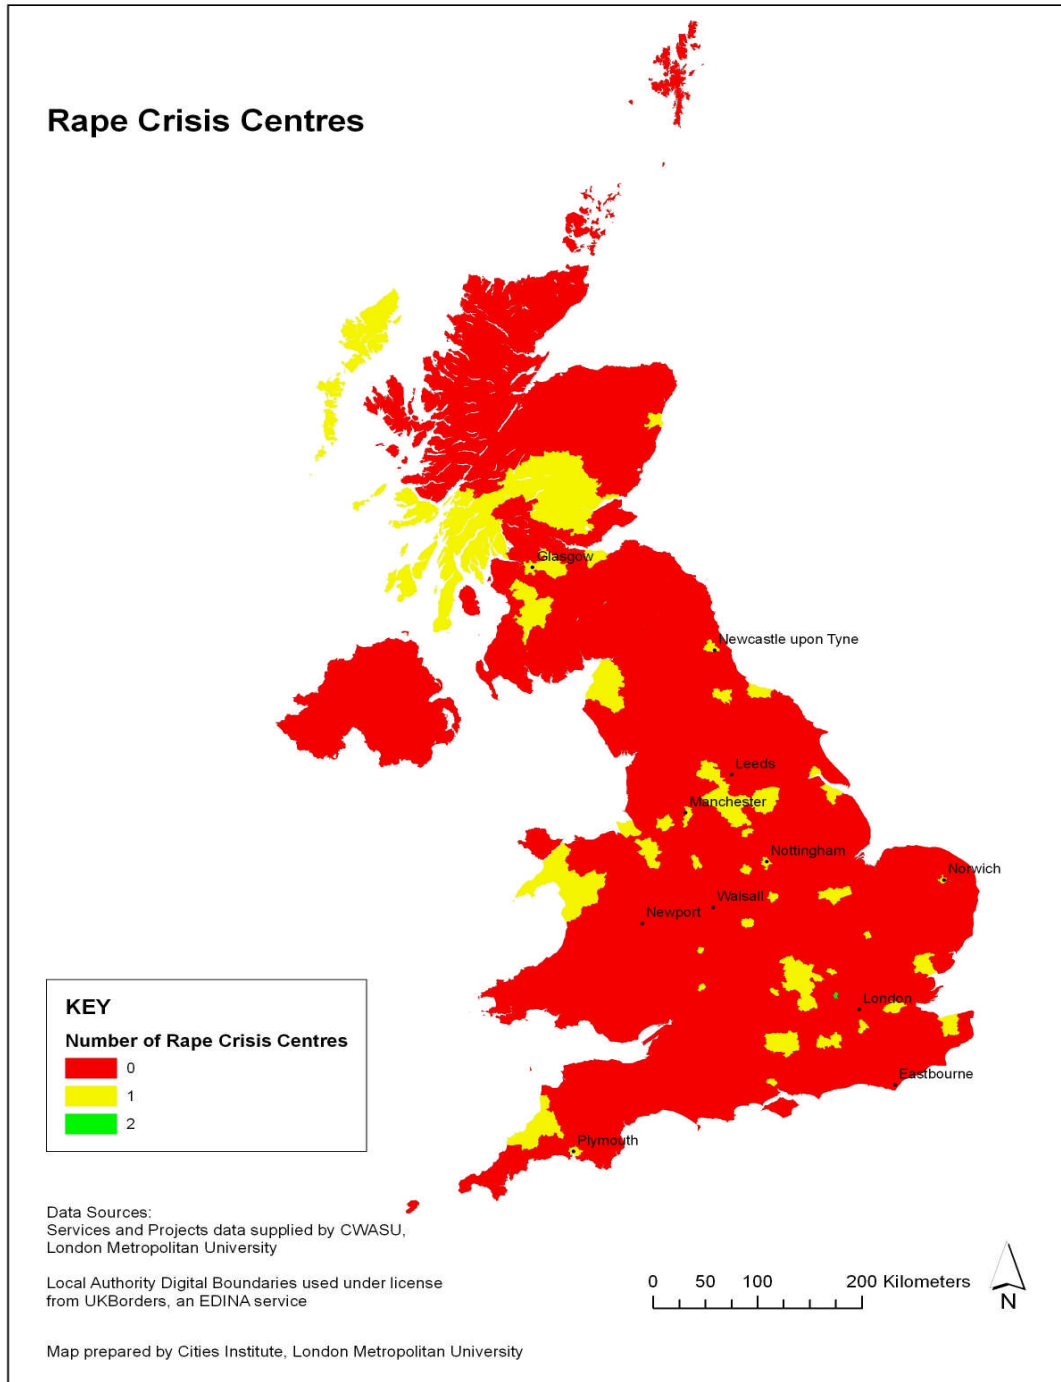 Rape Crisis Centres
Glasgow
Newcastle upon Tyne
Leeds
Manchester
Nottingham
Norwich
Walsall
Newport
London
Eastbourne
Plymouth
KEY
Number of Rape Crisis Centres
0
1
2
Data Sources:
Services and Projects data supplied by CWASU,
London Metropolitan University
Local Authority Digital Boundaries used under license
from UKBorders, an EDINA service
0 50 100 200 Kilometers
N
Map prepared by Cities Institute, London Metropolitan University